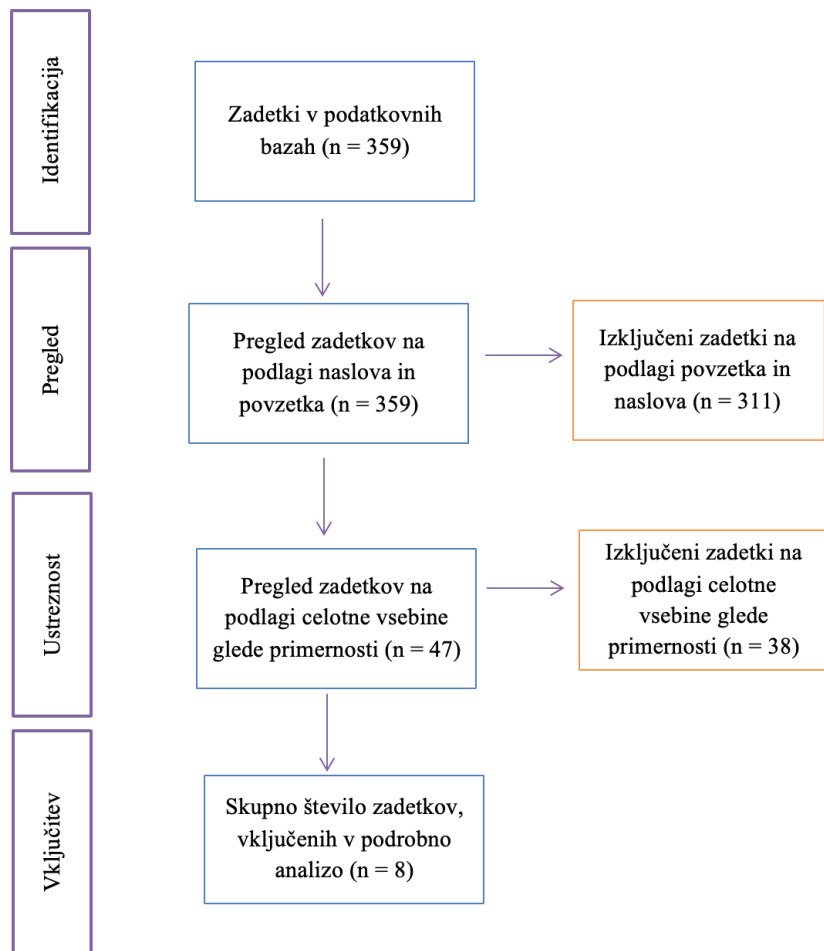 Identifikacija
Zadetki v podatkovnih
bazah (n = 359)
Pregled
Pregled zadetkov na
podlagi naslova in
povzetka (n = 359)
Izključeni zadetki na
podlagi povzetka in
naslova (n = 311)
Ustreznost
Pregled zadetkov na
podlagi celotne vsebine
glede primernosti (n = 47)
Izključeni zadetki na
podlagi celotne
vsebine glede
primernosti (n = 38)
Vključitev
Skupno število zadetkov,
vključenih v podrobno
analizo (n = 8)